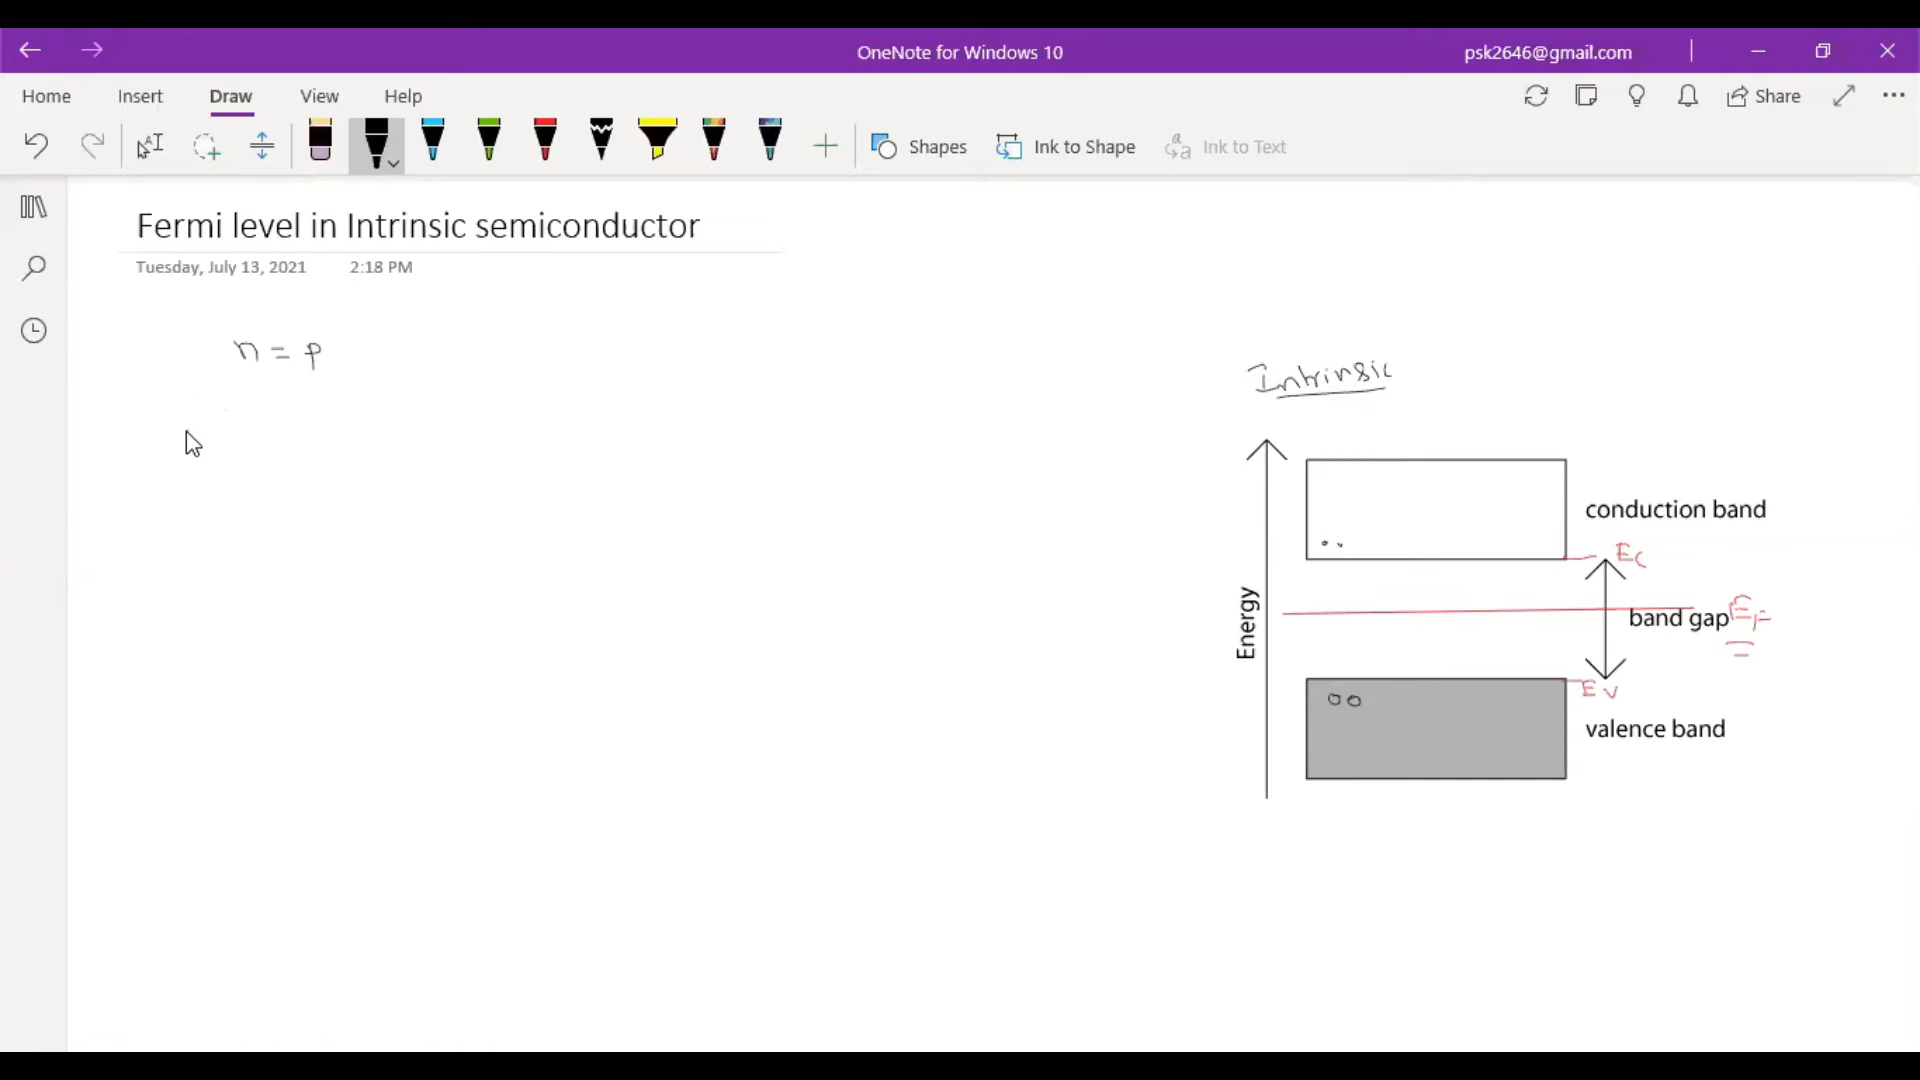 OneNote for Windows 10
psk2646@gmail.com
Home Insert Draw View Help
Share
Shapes Ink to Shape Ink to Text
Fermi level in Intrinsic semiconductor
Tuesday, July 13, 2021 2:18 PM
n = p
Intrinsic
conduction band
Ec
Energy
band gap EF
Ev
valence band